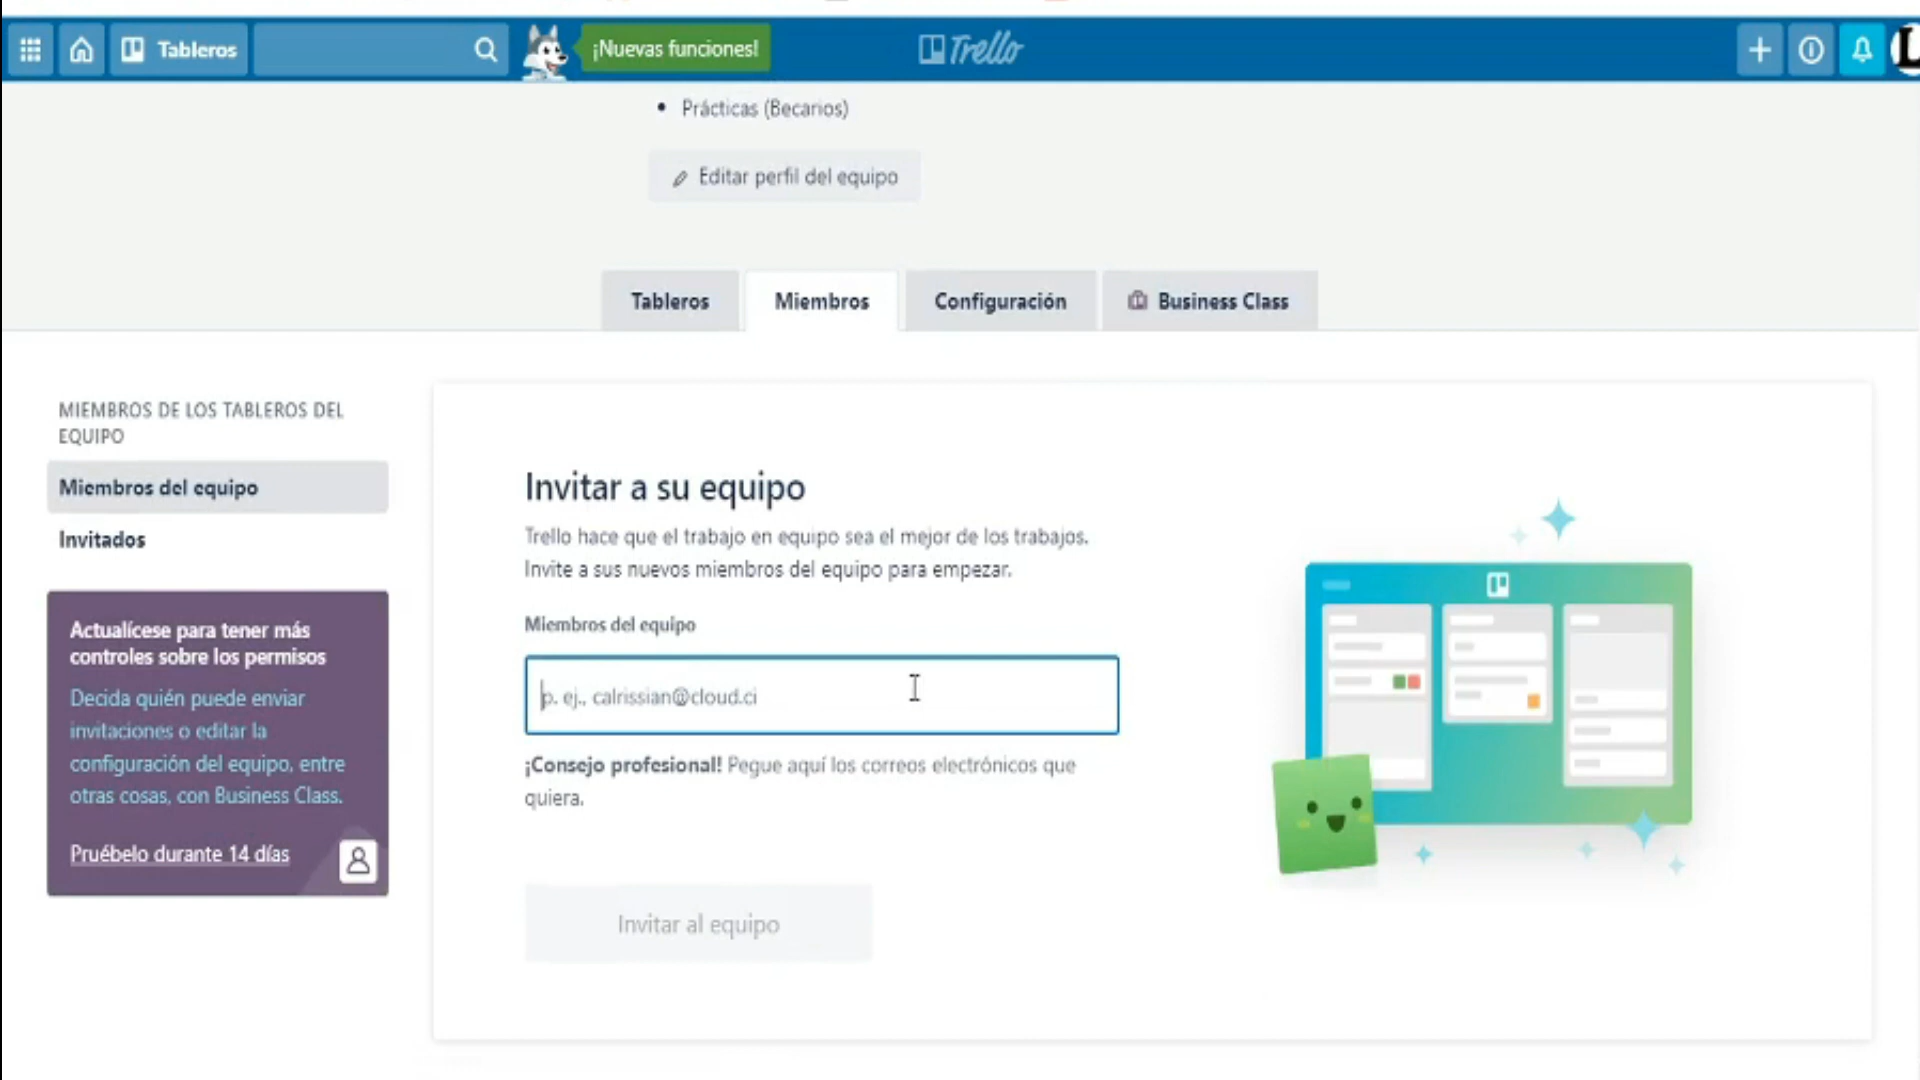 Tableros
¡Nuevas funciones!
Trello
• Prácticas (Becarios)
Editar perfil del equipo
Tableros
Miembros
Configuración
Business Class
MIEMBROS DE LOS TABLEROS DEL
EQUIPO
Miembros del equipo
Invitados
Actualícese para tener más
controles sobre los permisos
Decida quién puede enviar
invitaciones o editar la
configuración del equipo, entre
otras cosas, con Business Class.
Pruébelo durante 14 días
Invitar a su equipo
Trello hace que el trabajo en equipo sea el mejor de los trabajos.
Invite a sus nuevos miembros del equipo para empezar.
Miembros del equipo
p. ej., calrissian@cloud.ci
¡Consejo profesional! Pegue aquí los correos electrónicos que
quiera.
Invitar al equipo